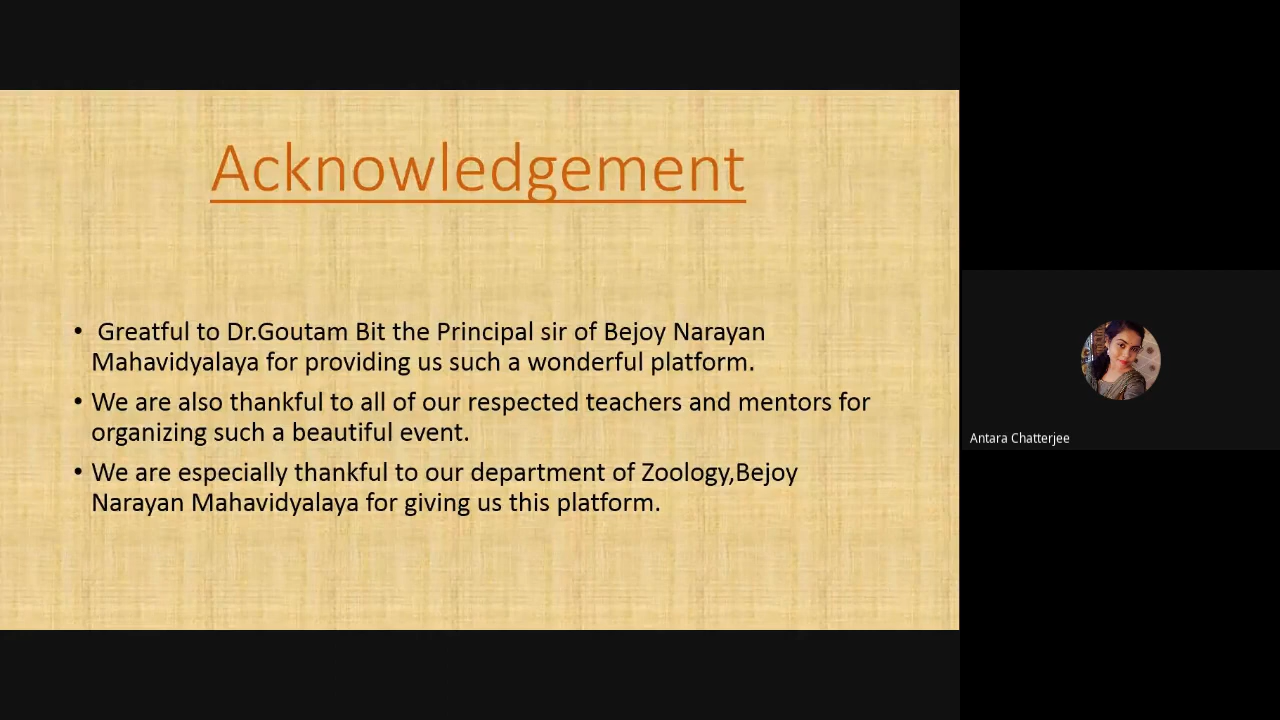 Acknowledgement
• Greatful to Dr.Goutam Bit the Principal sir of Bejoy Narayan
Mahavidyalaya for providing us such a wonderful platform.
• We are also thankful to all of our respected teachers and mentors for
organizing such a beautiful event.
• We are especially thankful to our department of Zoology,Bejoy
Narayan Mahavidyalaya for giving us this platform.
Antara Chatterjee